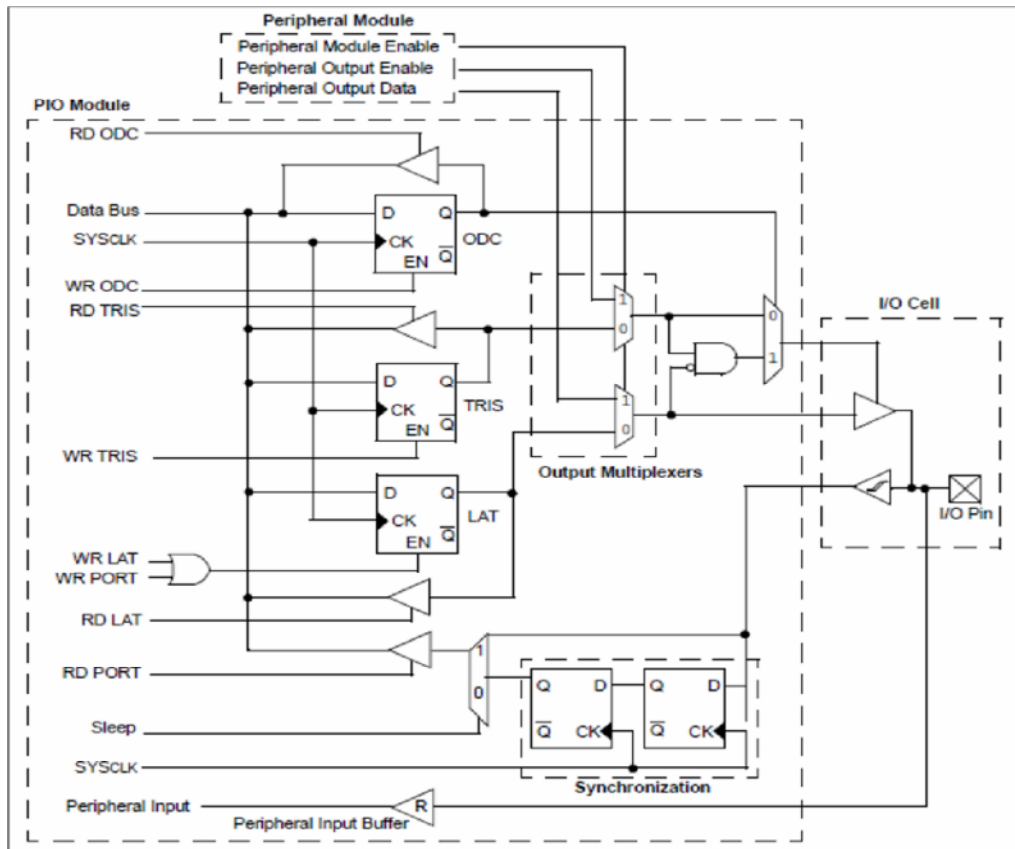 Peripheral Module
Peripheral Module Enable
Peripheral Output Enable
Peripheral Output Data
PIO Module
RD ODC
Data Bus
D Q
SYSCLK
CK
ODC
EN Q
WR ODC
RD TRIS
1
0
I/O Cell
0
1
D Q
TRIS
CK
EN Q
WR TRIS
1
0
Output Multiplexers
D Q
LAT
CK
EN Q
I/O Pin
WR LAT
WR PORT
RD LAT
RD PORT
1
0
Q D Q D
Q CK Q CK
Sleep
SYSCLK
Synchronization
Peripheral Input
R
Peripheral Input Buffer